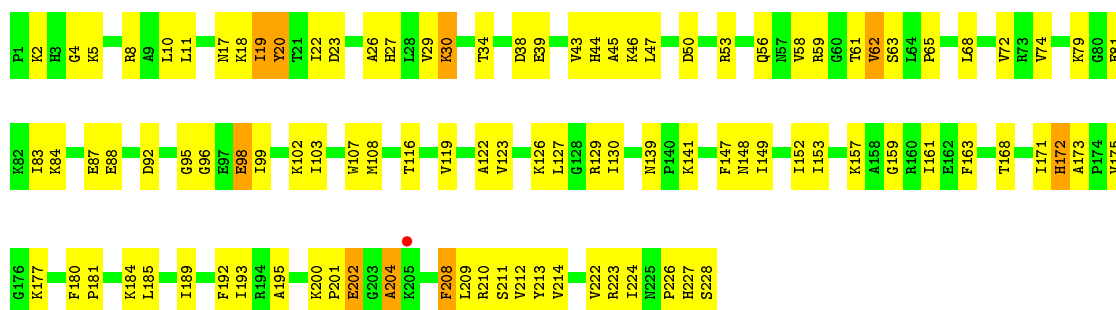 P1 K2 H3 G4 K5 R8 A9 L10 L11 N17 K18 I19 Y20 T21 I22 D23 A26 H27 L28 V29 K30 T34 D38 E39 V43 H44 A45 K46 L47 D50 R53 Q56 N57 V58 R59 G60 T61 V62 S63 L64 P65 L68 V72 R73 V74 K79 G80 E81
K82 I83 K84 E87 E88 D92 G95 G96 E97 E98 I99 K102 I103 W107 M108 T116 V119 A122 V123 K126 L127 G128 R129 I130 N139 P140 K141 F147 N148 I149 I152 I153 K157 A158 G159 R160 I161 E162 F163 T168 I171 H172 A173 P174 V175
G176 K177 F180 P181 K184 L185 I189 F192 I193 R194 A195 K200 P201 E202 G203 A204 K205 F208 L209 R210 S211 V212 Y213 V214 V222 R223 I224 N225 P226 H227 S228